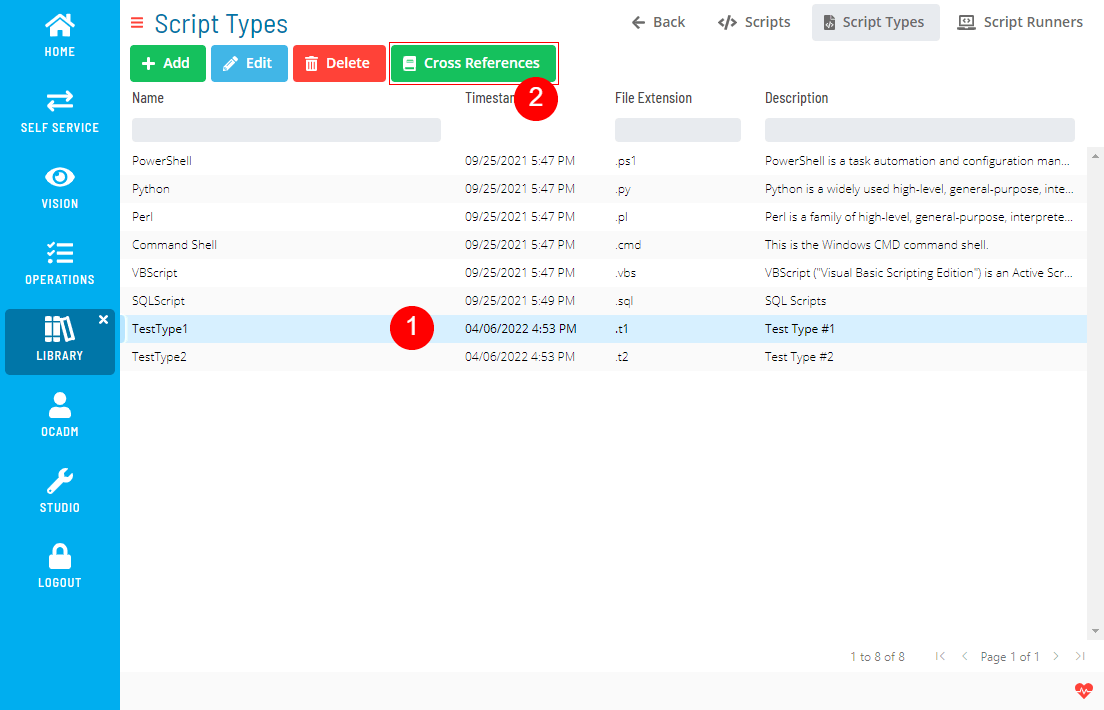 HOME
SELF SERVICE
VISION
OPERATIONS
LIBRARY
OCADM
STUDIO
LOGOUT
Script Types
Back
Scripts
Script Types
Script Runners
Add
Edit
Delete
Cross References
2
Name Timestam File Extension Description
PowerShell 09/25/2021 5:47 PM .ps1 PowerShell is a task automation and configuration man...
Python 09/25/2021 5:47 PM .py Python is a widely used high-level, general-purpose, inte...
Perl 09/25/2021 5:47 PM .pl Perl is a family of high-level, general-purpose, interprete...
Command Shell 09/25/2021 5:47 PM .cmd This is the Windows CMD command shell.
VBScript 09/25/2021 5:47 PM .vbs VBScript ("Visual Basic Scripting Edition") is an Active Scr...
SQLScript 09/25/2021 5:49 PM .sql SQL Scripts
TestType1 1 04/06/2022 4:53 PM .t1 Test Type #1
TestType2 04/06/2022 4:53 PM .t2 Test Type #2
1 to 8 of 8 Page 1 of 1